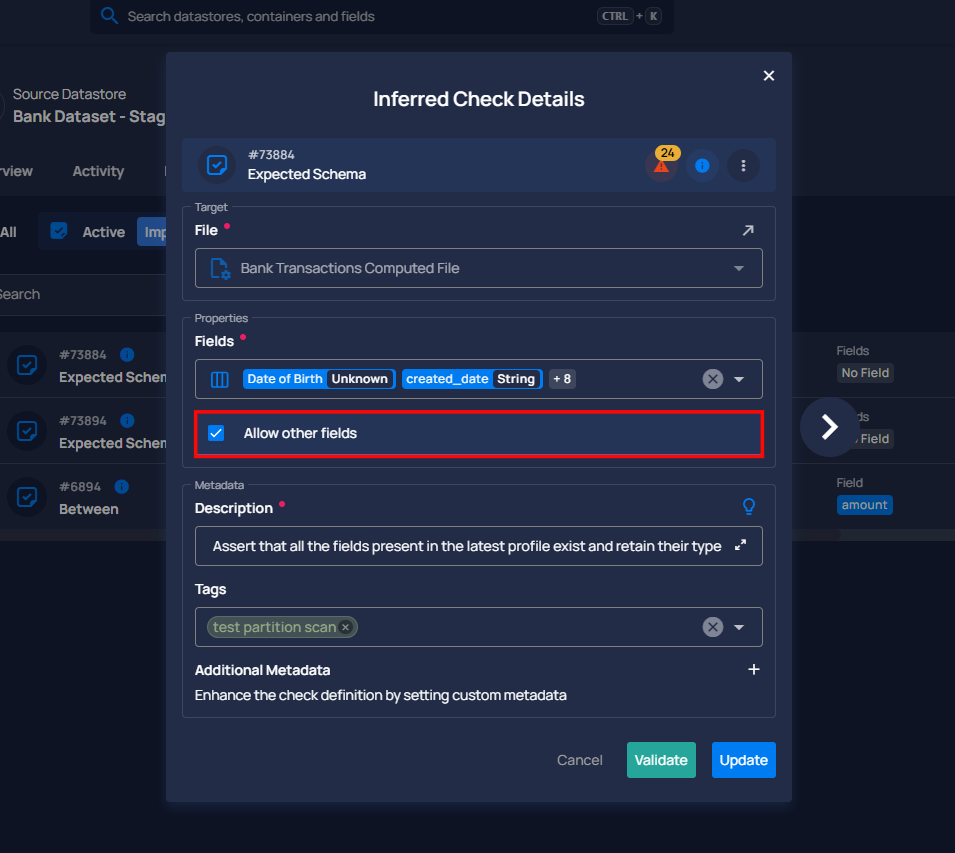 Search datastores, containers and fields
CTRL + K
Source Datastore
Bank Dataset - Stag
rview Activity
All Active Imp
Search
#73884
Expected Schem
#73894
Expected Schem
#6894
Between
Fields
No Field
ds
Field
Field
amount
Inferred Check Details
#73884
Expected Schema
24
Target
File
Bank Transactions Computed File
Properties
Fields
Date of Birth Unknown created_date String + 8
Allow other fields
Metadata
Description
Assert that all the fields present in the latest profile exist and retain their type
Tags
test partition scan
Additional Metadata
Enhance the check definition by setting custom metadata
Cancel Validate Update